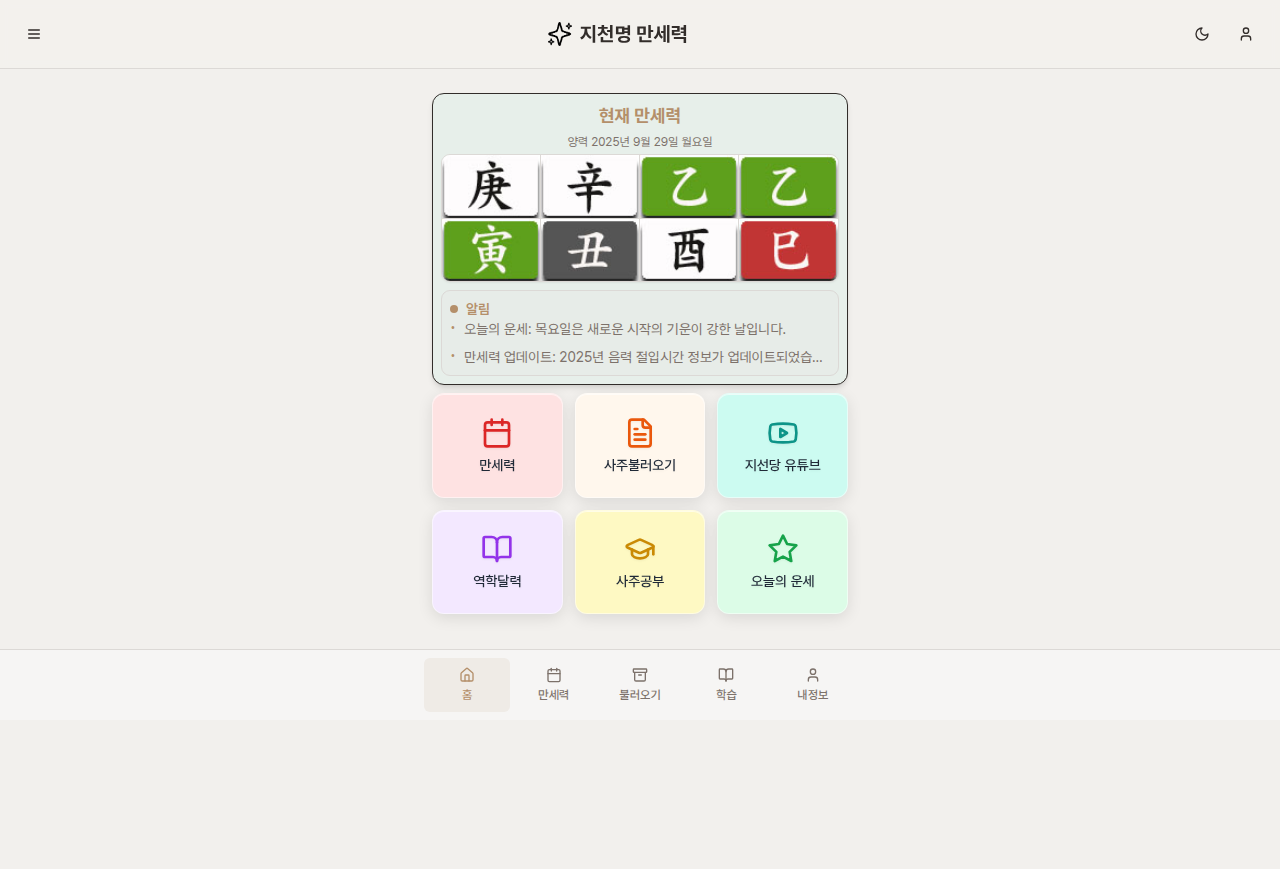 지천명 만세력
현재 만세력
양력 2025년 9월 29일 월요일
庚 辛 乙 乙
寅 丑 酉 巳
알림
• 오늘의 운세: 목요일은 새로운 시작의 기운이 강한 날입니다.
• 만세력 업데이트: 2025년 음력 절입시간 정보가 업데이트되었습...
만세력 사주불러오기 지선당 유튜브
역학달력 사주공부 오늘의 운세
홈 만세력 불러오기 학습 내정보